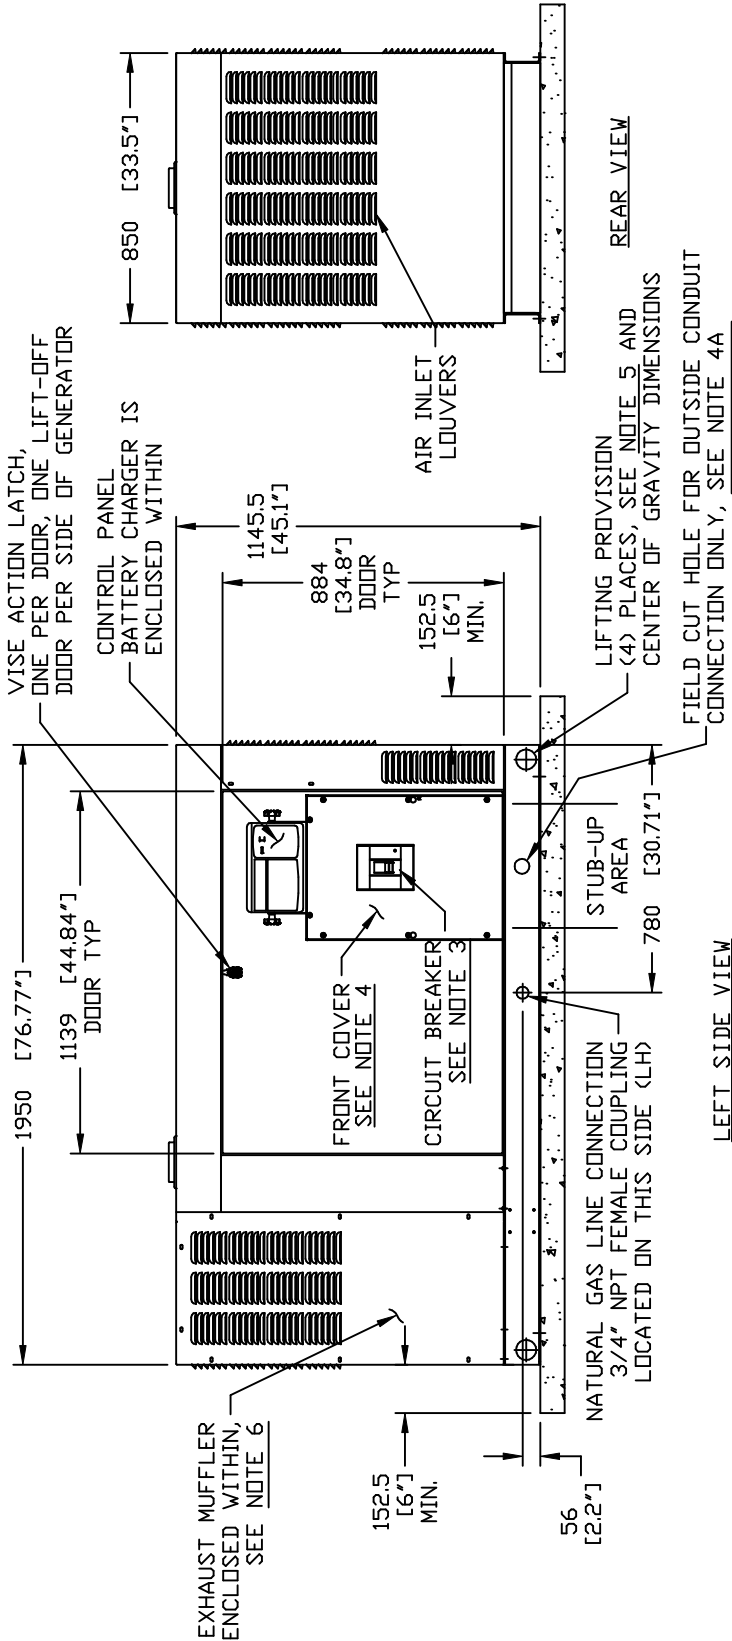 VISE ACTION LATCH,
ONE PER DOOR, ONE LIFT-OFF
DOOR PER SIDE OF GENERATOR
1950 [76.77"]
CONTROL PANEL
BATTERY CHARGER IS
ENCLOSED WITHIN
1139 [44.84"]
DOOR TYP
850 [33.5"]
EXHAUST MUFFLER
ENCLOSED WITHIN,
SEE NOTE 6
1145.5
[45.1"]
884
[34.8"]
DOOR
TYP
FRONT COVER
SEE NOTE 4
CIRCUIT BREAKER
SEE NOTE 3
AIR INLET
LOUVERS
152.5
[6"]
MIN.
152.5
[6"]
MIN.
56
[2.2"]
NATURAL GAS LINE CONNECTION
3/4" NPT FEMALE COUPLING
LOCATED ON THIS SIDE (LH)
STUB-UP
AREA
780 [30.71"]
LIFTING PROVISION
(4) PLACES, SEE NOTE 5 AND
CENTER OF GRAVITY DIMENSIONS
FIELD CUT HOLE FOR OUTSIDE CONDUIT
CONNECTION ONLY, SEE NOTE 4A
LEFT SIDE VIEW
REAR VIEW